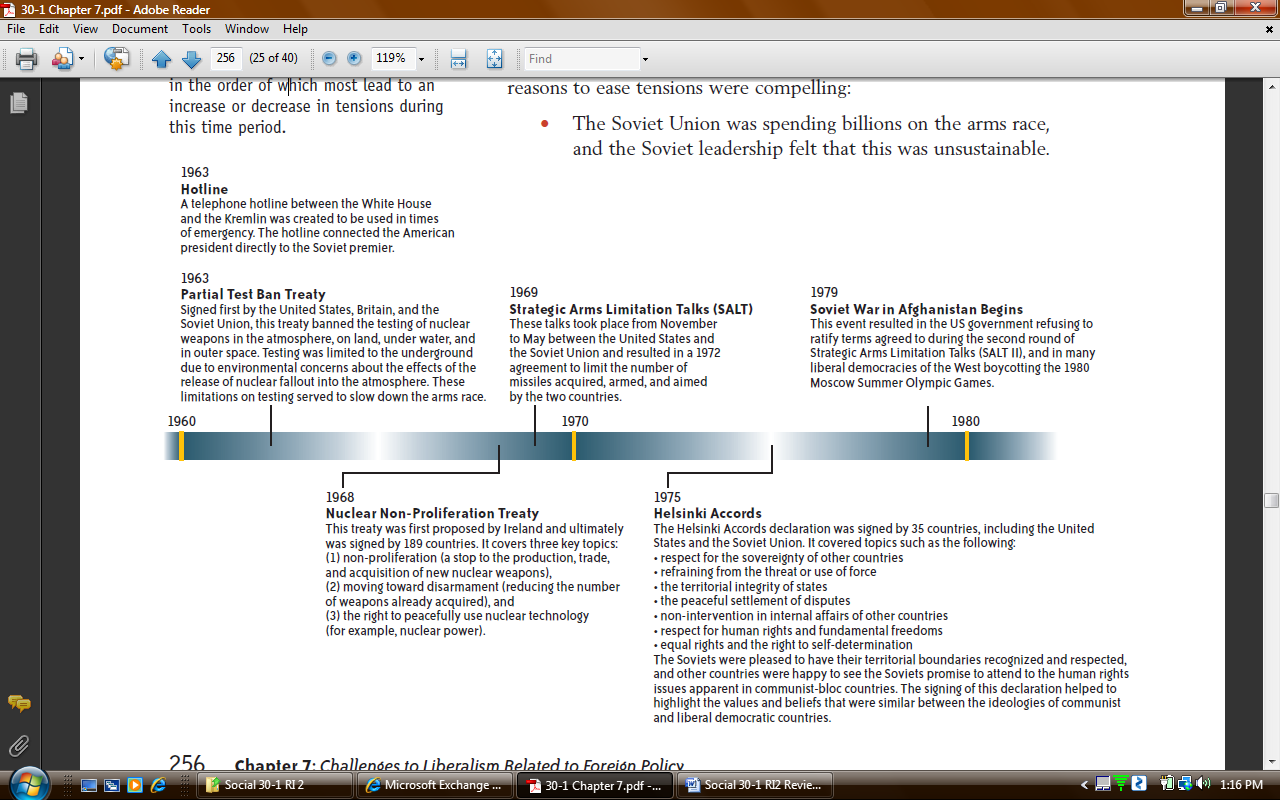 30-1 Chapter 7.pdf - Adobe Reader
File Edit View Document Tools Window Help
256 (25 of 40) 119% Find
in the order of which most lead to an
increase or decrease in tensions during
this time period.
reasons to ease tensions were compelling:
• The Soviet Union was spending billions on the arms race,
and the Soviet leadership felt that this was unsustainable.
1963
Hotline
A telephone hotline between the White House
and the Kremlin was created to be used in times
of emergency. The hotline connected the American
president directly to the Soviet premier.
1963
Partial Test Ban Treaty
Signed first by the United States, Britain, and the
Soviet Union, this treaty banned the testing of nuclear
weapons in the atmosphere, on land, under water, and
in outer space. Testing was limited to the underground
due to environmental concerns about the effects of the
release of nuclear fallout into the atmosphere. These
limitations on testing served to slow down the arms race.
1969
Strategic Arms Limitation Talks (SALT)
These talks took place from November
to May between the United States and
the Soviet Union and resulted in a 1972
agreement to limit the number of
missiles acquired, armed, and aimed
by the two countries.
1979
Soviet War in Afghanistan Begins
This event resulted in the US government refusing to
ratify terms agreed to during the second round of
Strategic Arms Limitation Talks (SALT II), and in many
liberal democracies of the West boycotting the 1980
Moscow Summer Olympic Games.
1960 1970 1980
1968
Nuclear Non-Proliferation Treaty
This treaty was first proposed by Ireland and ultimately
was signed by 189 countries. It covers three key topics:
(1) non-proliferation (a stop to the production, trade,
and acquisition of new nuclear weapons),
(2) moving toward disarmament (reducing the number
of weapons already acquired), and
(3) the right to peacefully use nuclear technology
(for example, nuclear power).
1975
Helsinki Accords
The Helsinki Accords declaration was signed by 35 countries, including the United
States and the Soviet Union. It covered topics such as the following:
• respect for the sovereignty of other countries
• refraining from the threat or use of force
• the territorial integrity of states
• the peaceful settlement of disputes
• non-intervention in internal affairs of other countries
• respect for human rights and fundamental freedoms
• equal rights and the right to self-determination
The Soviets were pleased to have their territorial boundaries recognized and respected,
and other countries were happy to see the Soviets promise to attend to the human rights
issues apparent in communist-bloc countries. The signing of this declaration helped to
highlight the values and beliefs that were similar between the ideologies of communist
and liberal democratic countries.
256 Chapter 7: Challenges to Liberalism Related to Foreign Policy
Social 30-1 RI 2 Microsoft Exchange ... 30-1 Chapter 7.pdf -... Social 30-1 RI2 Revie... 1:16 PM